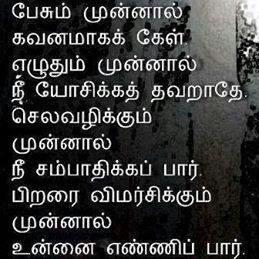 பேசும் முன்னால்
கவனமாகக் கேள்.
எழுதும் முன்னால்
நீ யோசிக்கத் தவறாதே.
செலவழிக்கும்
முன்னால்
நீ சம்பாதிக்கப் பார்.
பிறரை விமர்சிக்கும்
முன்னால்
உன்னை எண்ணிப் பார்.